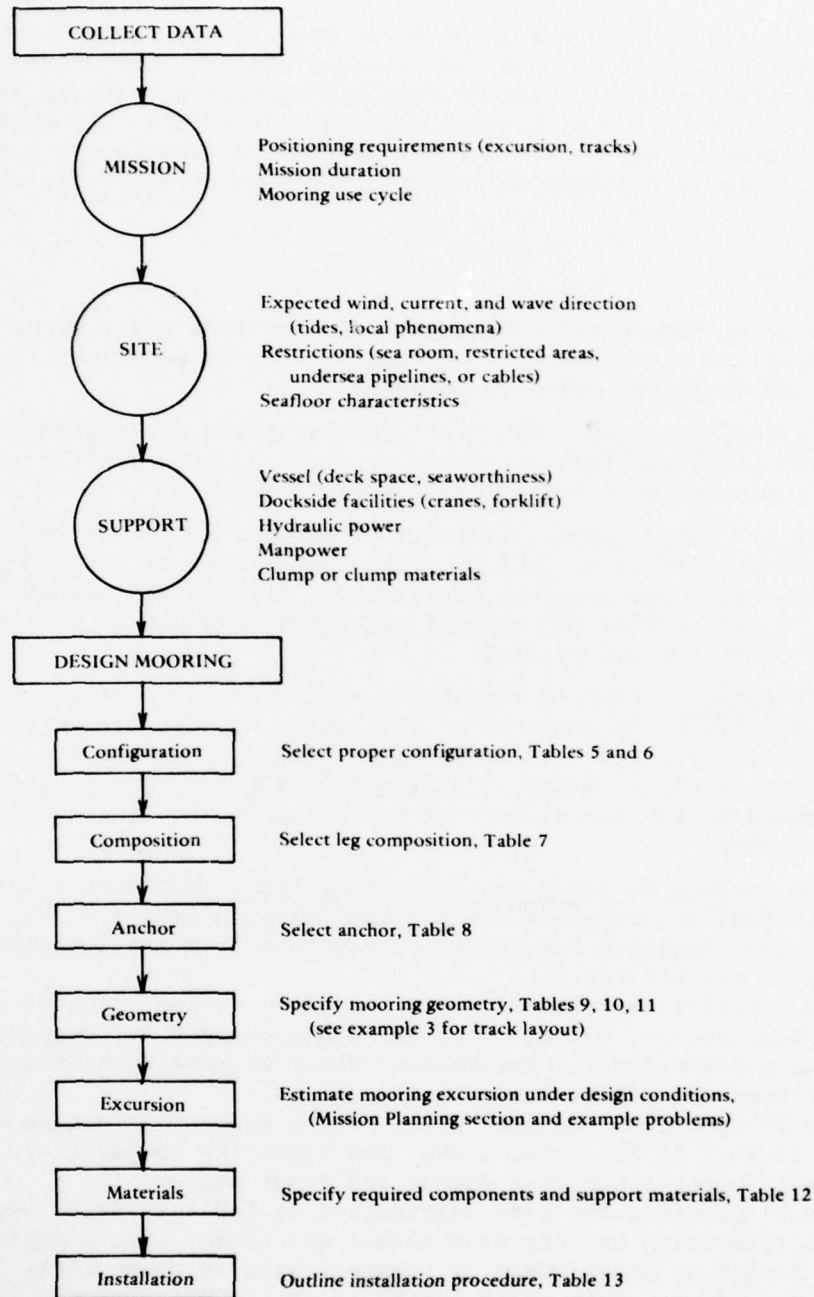 COLLECT DATA
MISSION
Positioning requirements (excursion, tracks)
Mission duration
Mooring use cycle
SITE
Expected wind, current, and wave direction
(tides, local phenomena)
Restrictions (sea room, restricted areas,
undersea pipelines, or cables)
Seafloor characteristics
SUPPORT
Vessel (deck space, seaworthiness)
Dockside facilities (cranes, forklift)
Hydraulic power
Manpower
Clump or clump materials
DESIGN MOORING
Configuration
Select proper configuration, Tables 5 and 6
Composition
Select leg composition, Table 7
Anchor
Select anchor, Table 8
Geometry
Specify mooring geometry, Tables 9, 10, 11
(see example 3 for track layout)
Excursion
Estimate mooring excursion under design conditions,
(Mission Planning section and example problems)
Materials
Specify required components and support materials, Table 12
Installation
Outline installation procedure, Table 13